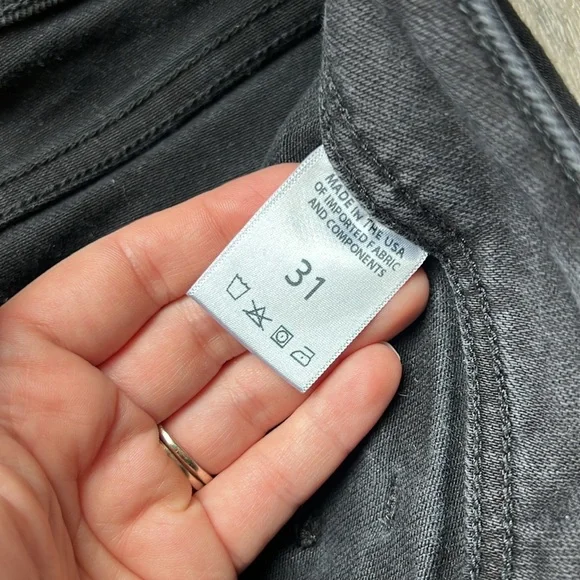 MADE IN THE USA
OF IMPORTED FABRIC
AND COMPONENTS
31